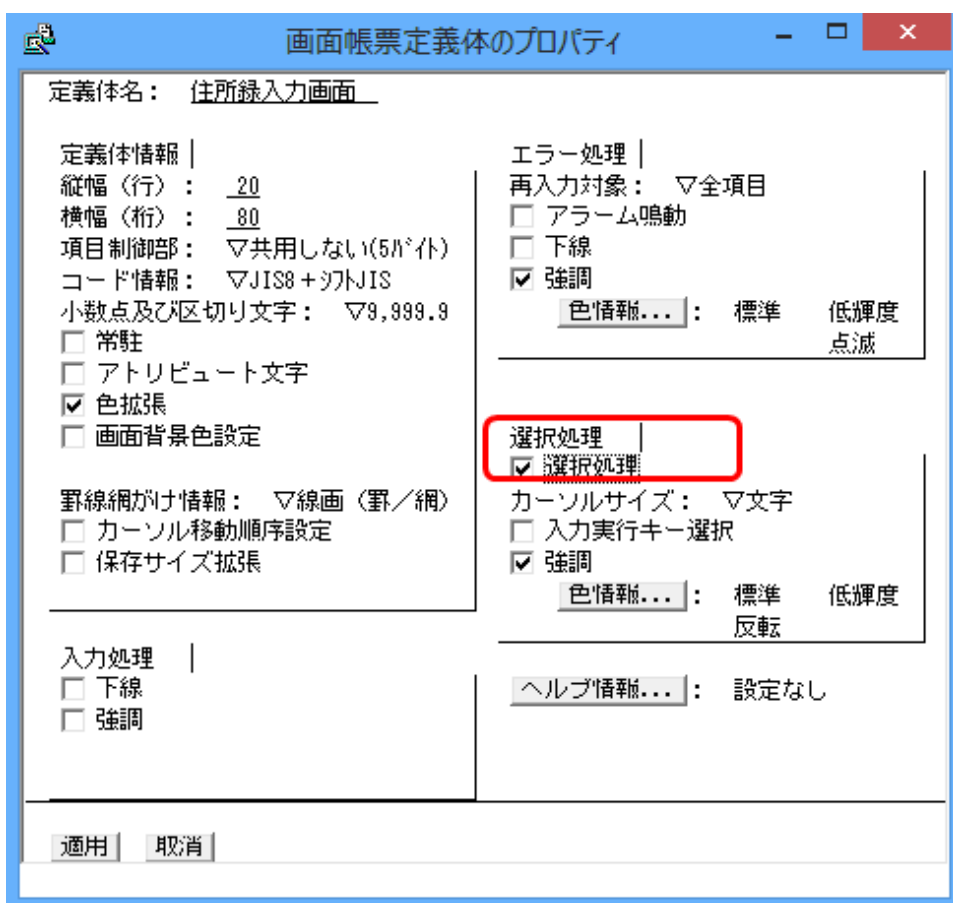 画面帳票定義体のプロパティ
定義体名： 住所録入力画面
定義体情報
縦幅（行）： 20
横幅（桁）： 80
項目制御部： ▽共用しない(5ﾊﾞｲﾄ)
コード情報： ▽JIS8+ｼﾌﾄJIS
小数点及び区切り文字： ▽9,999.9
常駐
アトリビュート文字
色拡張
画面背景色設定
罫線網がけ情報： ▽線画（罫／網）
カーソル移動順序設定
保存サイズ拡張
入力処理
下線
強調
エラー処理
再入力対象： ▽全項目
アラーム鳴動
下線
強調
色情報...： 標準 低輝度
点滅
選択処理
選択処理
カーソルサイズ： ▽文字
入力実行キー選択
強調
色情報...： 標準 低輝度
反転
ヘルプ情報...： 設定なし
適用 取消